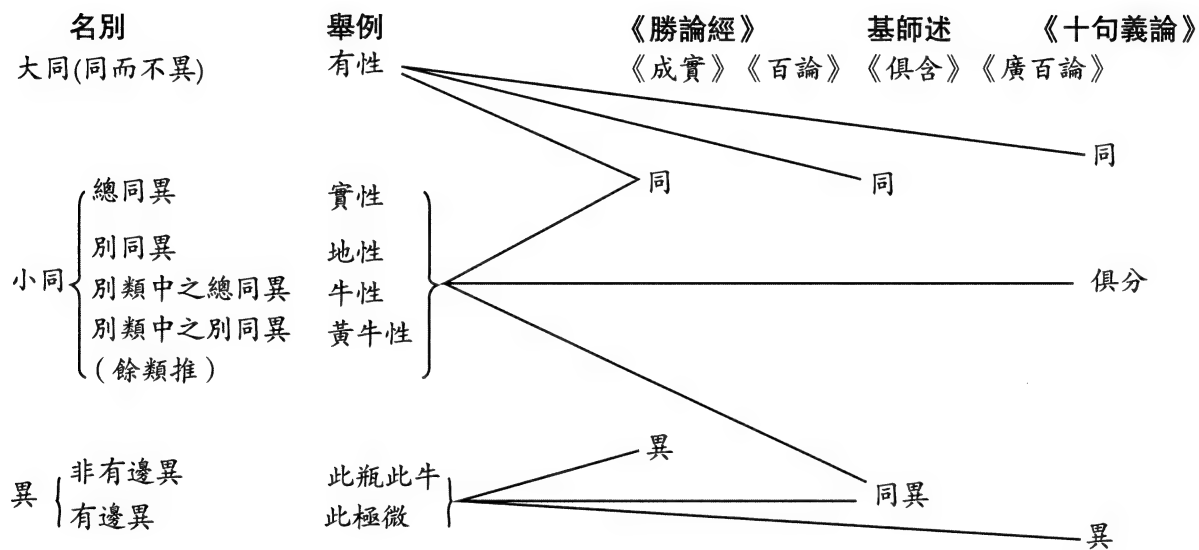 名別 舉例 《勝論經》 基師述 《十句義論》
大同(同而不異) 有性 《成實》《百論》《俱含》《廣百論》
同
同 同
總同異 實性
別同異 地性
小同 別類中之總同異 牛性 俱分
別類中之別同異 黃牛性
(餘類推)
異
非有邊異 此瓶此牛
異 同異
有邊異 此極微
異